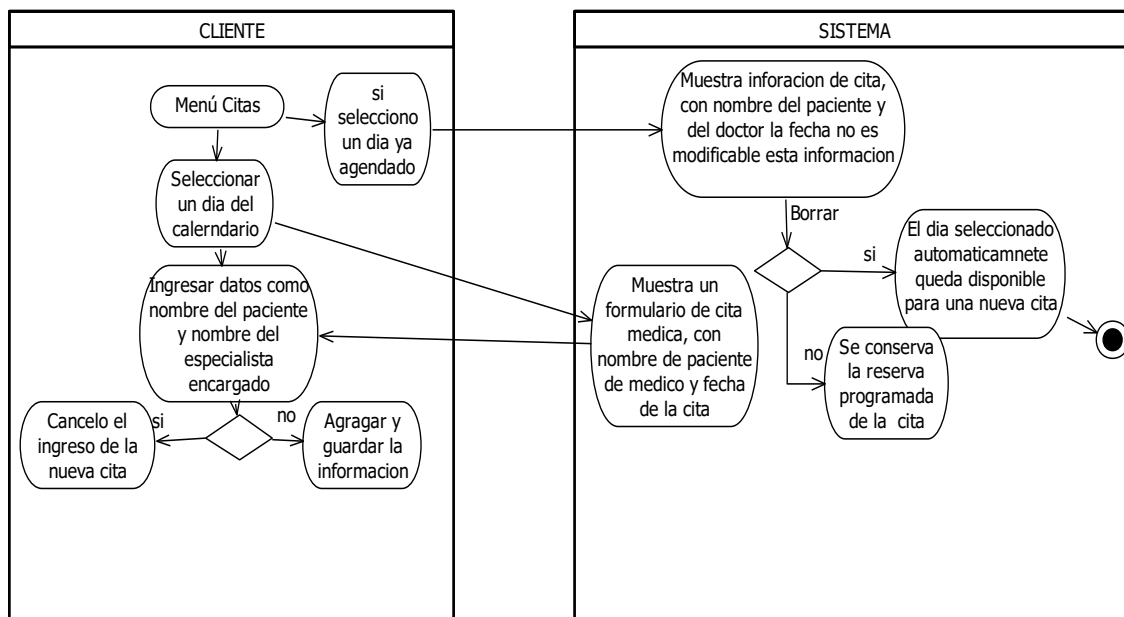 CLIENTE
Menú Citas
si
selecciono
un dia ya
agendado
Seleccionar
un dia del
calerndario
Ingresar datos como
nombre del paciente
y nombre del
especialista
encargado
si
no
Cancelo el
ingreso de la
nueva cita
Agragar y
guardar la
informacion
SISTEMA
Muestra inforacion de cita,
con nombre del paciente y
del doctor la fecha no es
modificable esta informacion
Borrar
si
El dia seleccionado
automaticamnete
queda disponible
para una nueva cita
Muestra un
formulario de cita
medica, con
nombre de paciente
de medico y fecha
de la cita
no
Se conserva
la reserva
programada
de la cita